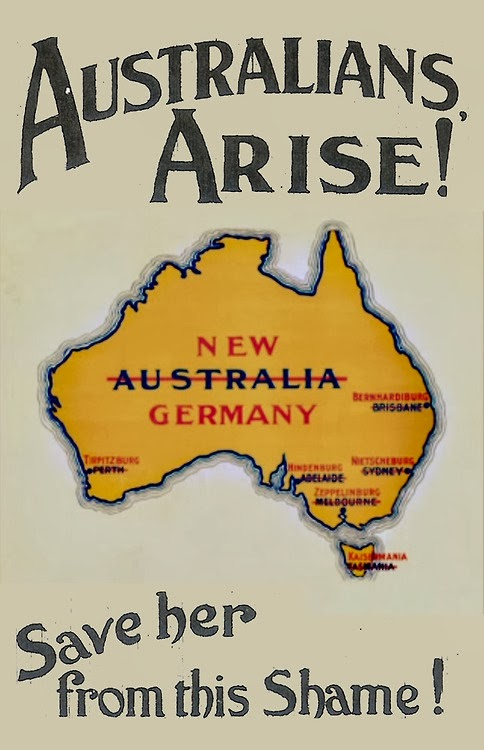 AUSTRALIANS,
ARISE!
NEW
AUSTRALIA
GERMANY
BERNHARDIBURG
BRISBANE
TIRPITZBURG
PERTH
HINDENBURG
ADELAIDE
NIETSCHEBURG
SYDNEY
ZEPPELINBURG
MELBOURNE
KAISERMANIA
TASMANIA
Save her
from this Shame!